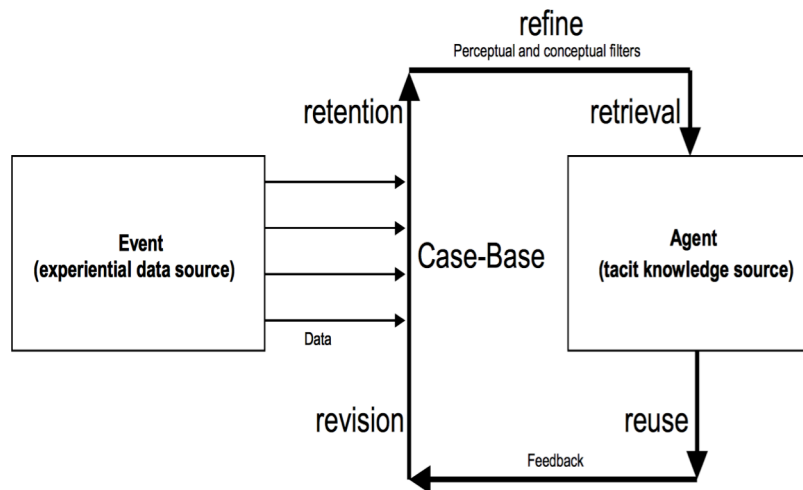 refine
Perceptual and conceptual filters
retention
retrieval
Event
(experiential data source)
Case-Base
Agent
(tacit knowledge source)
Data
revision
reuse
Feedback